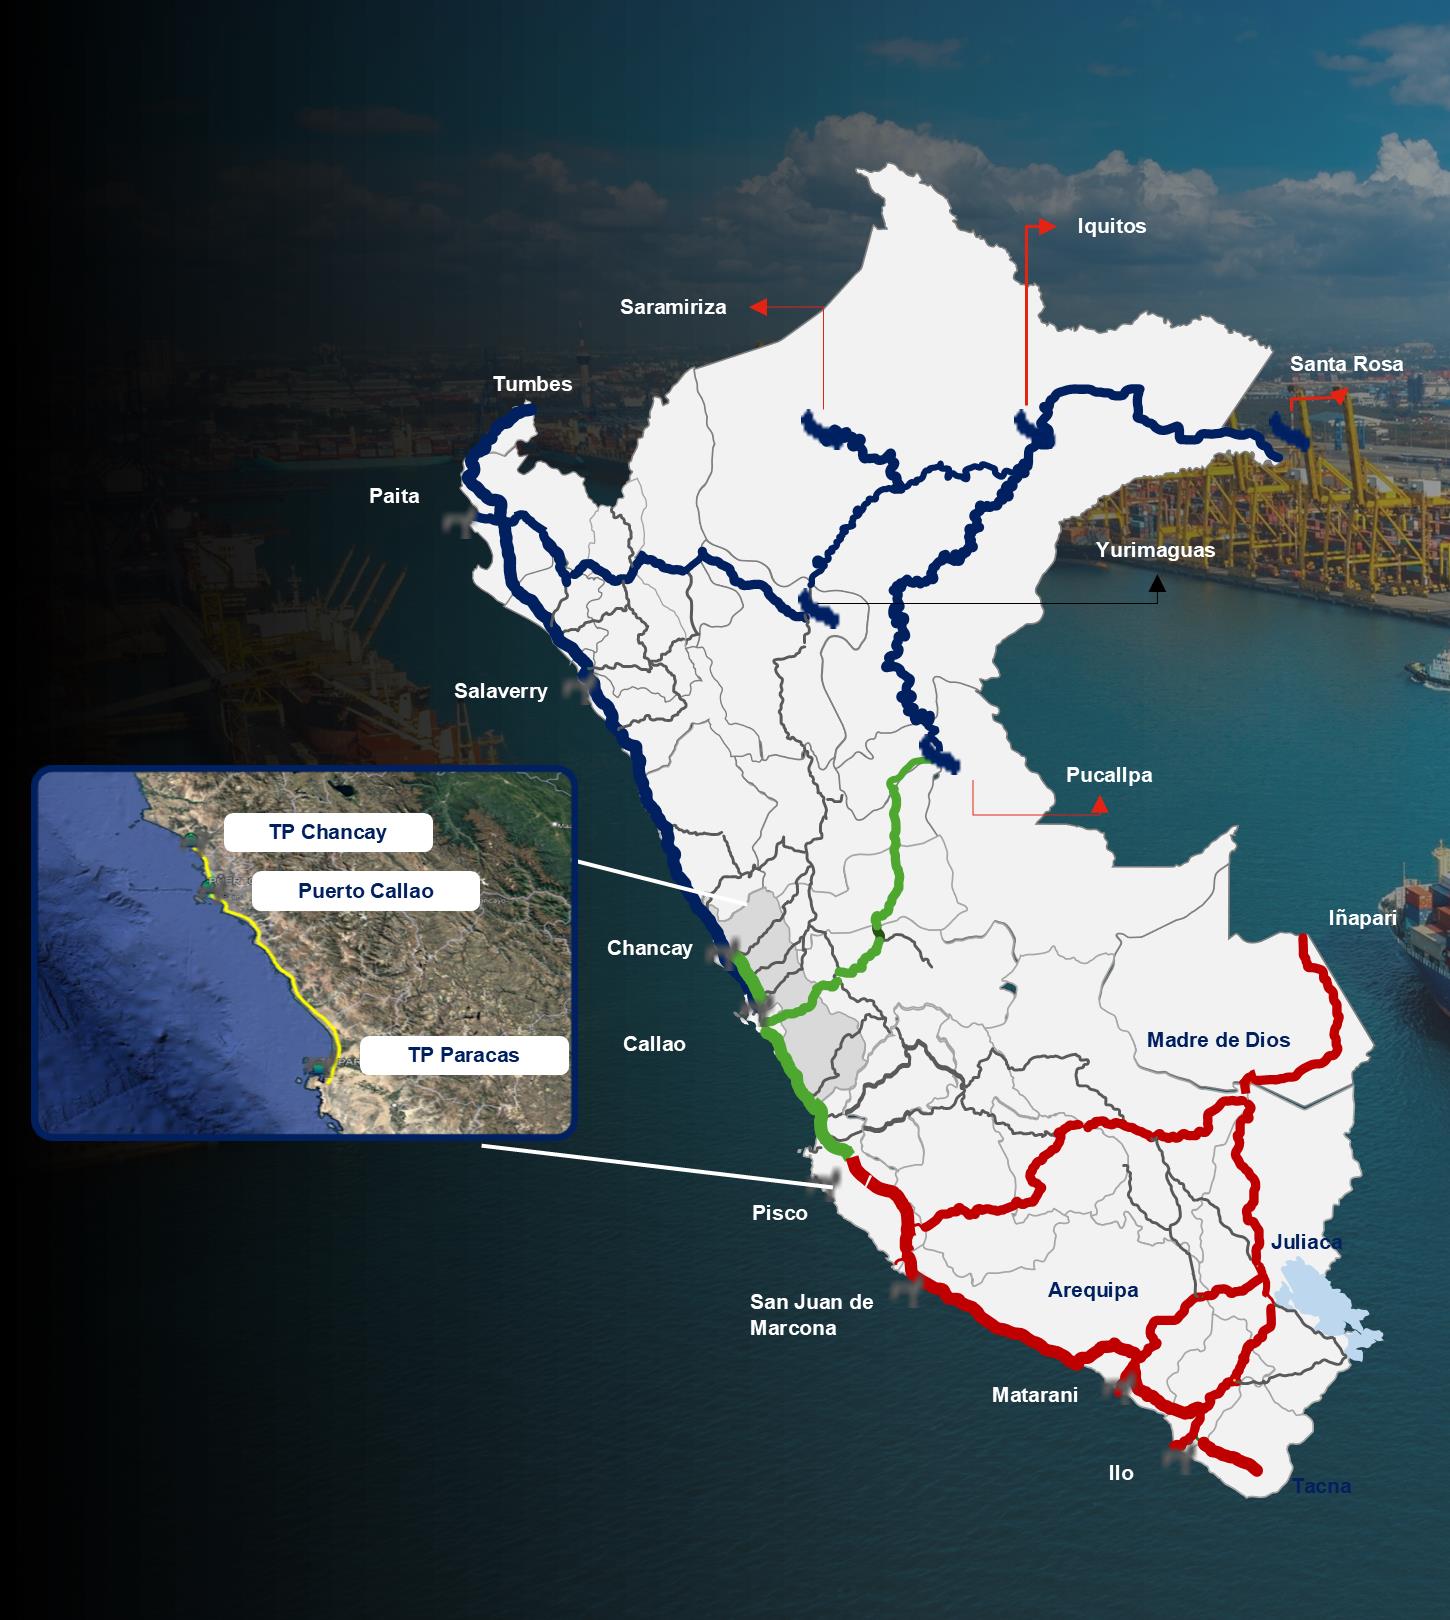 Iquitos
Saramiriza
Santa Rosa
Tumbes
Paita
Yurimaguas
Salaverry
Pucallpa
TP Chancay
Puerto Callao
Iñapari
Chancay
Madre de Dios
Callao
TP Paracas
Pisco
Juliaca
Arequipa
San Juan de
Marcona
Matarani
Ilo
Tacna